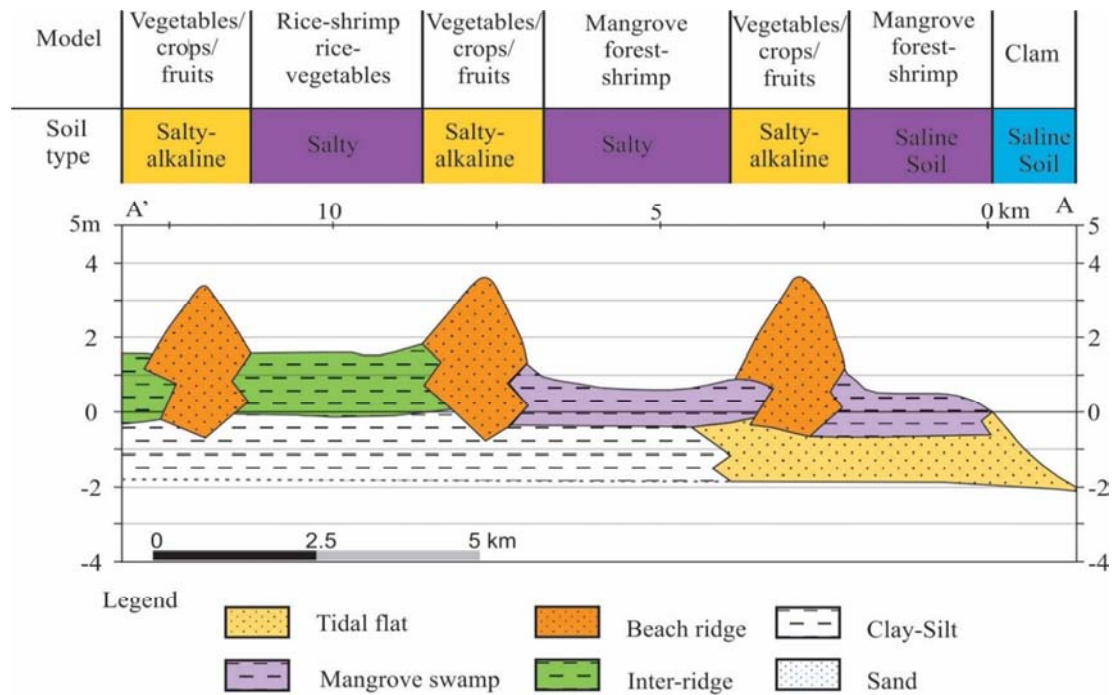 Model
Vegetables/
crops/
fruits
Rice-shrimp
rice-
vegetables
Vegetables/
crops/
fruits
Mangrove
forest-
shrimp
Vegetables/
crops/
fruits
Mangrove
forest-
shrimp
Clam
Soil
type
Salty-
alkaline
Salty
Salty-
alkaline
Salty
Salty-
alkaline
Saline
Soil
Saline
Soil
A' 10 5 0 km A
5m 5
4 4
2 2
0 0
-2 -2
-4 -4
0 2.5 5 km
Legend
Tidal flat Beach ridge Clay-Silt
Mangrove swamp Inter-ridge Sand